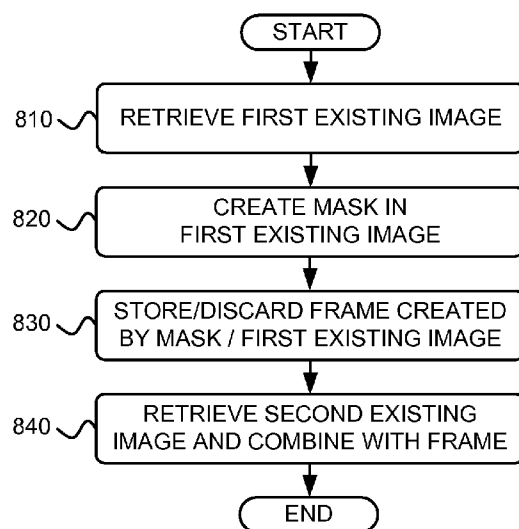 START
810
RETRIEVE FIRST EXISTING IMAGE
820
CREATE MASK IN
FIRST EXISTING IMAGE
830
STORE/DISCARD FRAME CREATED
BY MASK / FIRST EXISTING IMAGE
840
RETRIEVE SECOND EXISTING
IMAGE AND COMBINE WITH FRAME
END